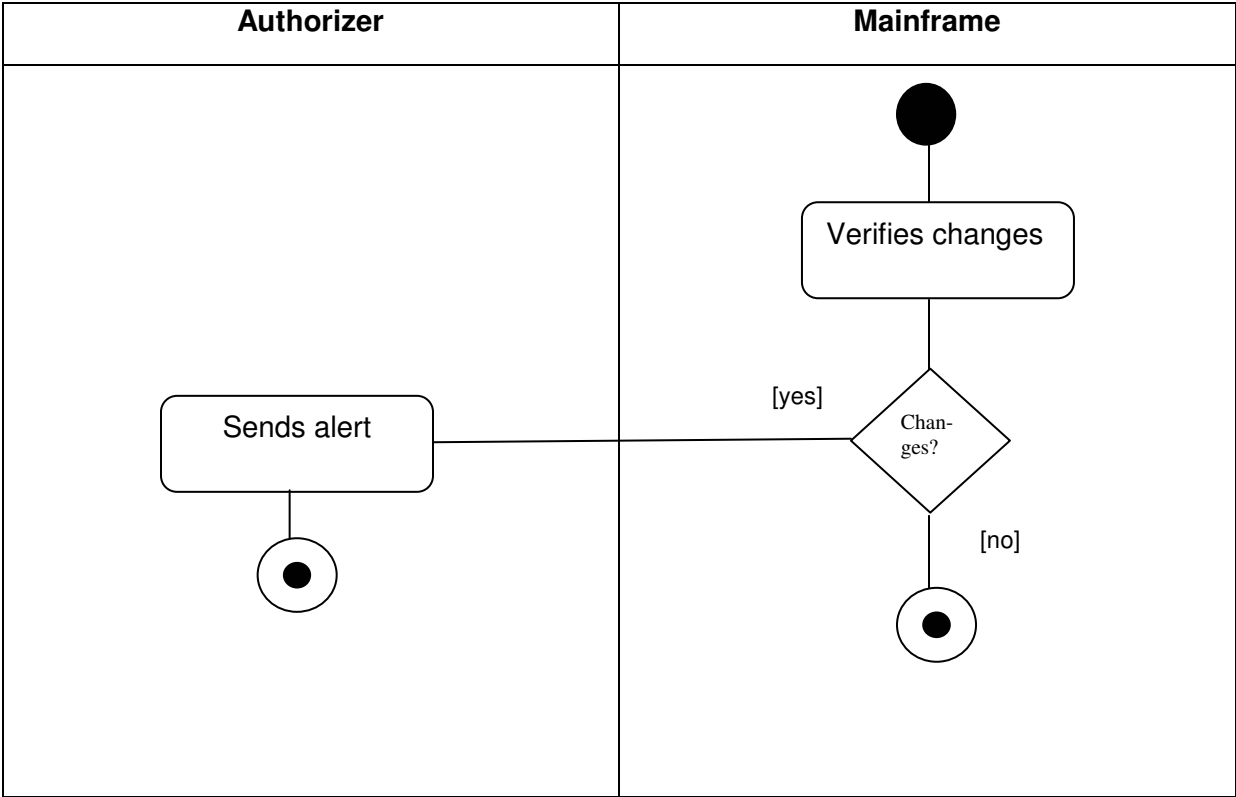 Authorizer
Mainframe
Verifies changes
[yes]
Sends alert
Chan-
ges?
[no]